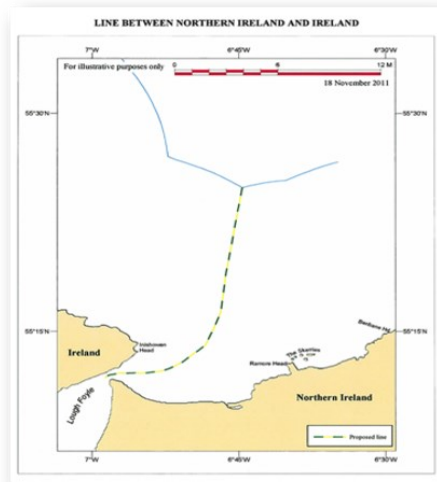 LINE BETWEEN NORTHERN IRELAND AND IRELAND
7°W
6°45'W
6°30'W
For illustrative purposes only
0
6
12 M
18 November 2011
55°30'N
55°30'N
55°15'N
55°15'N
Inishowen
Head
Ireland
Lough Foyle
The Skerries
Ramore Head
Northern Ireland
Proposed line
7°W
6°45'W
6°30'W